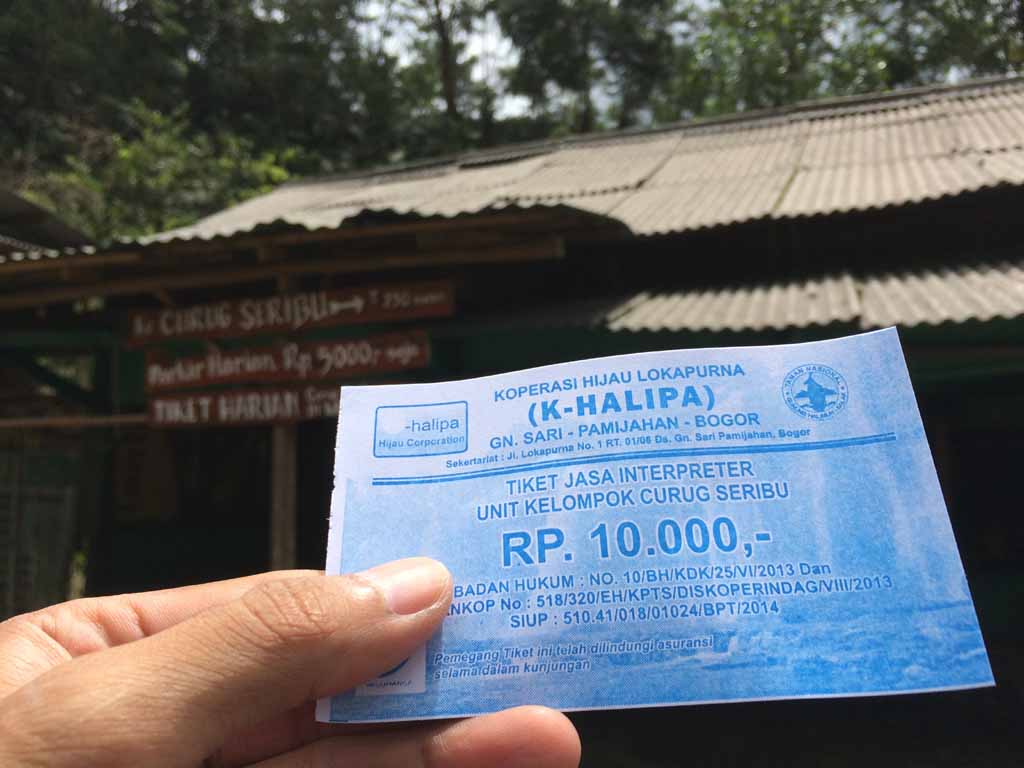 Ke CURUG SERIBU
Parkir Harian, Rp. 5000,- saja
TIKET HARIAN
KOPERASI HIJAU LOKAPURNA
(K-HALIPA)
GN. SARI - PAMIJAHAN - BOGOR
Sekertariat : Jl. Lokapurna No. 1 RT. 01/06 Ds. Gn. Sari Pamijahan, Bogor
-halipa
Hijau Corporation
TAMAN NASIONAL
TIKET JASA INTERPRETER
UNIT KELOMPOK CURUG SERIBU
RP. 10.000,-
BADAN HUKUM : NO. 10/BH/KDK/25/VI/2013 Dan
No : 518/320/EH/KPTS/DISKOPERINDAG/VIII/2013
SIUP : 510.41/018/01024/BPT/2014
Pemegang Tiket ini telah dilindungi asuransi
selama dalam kunjungan